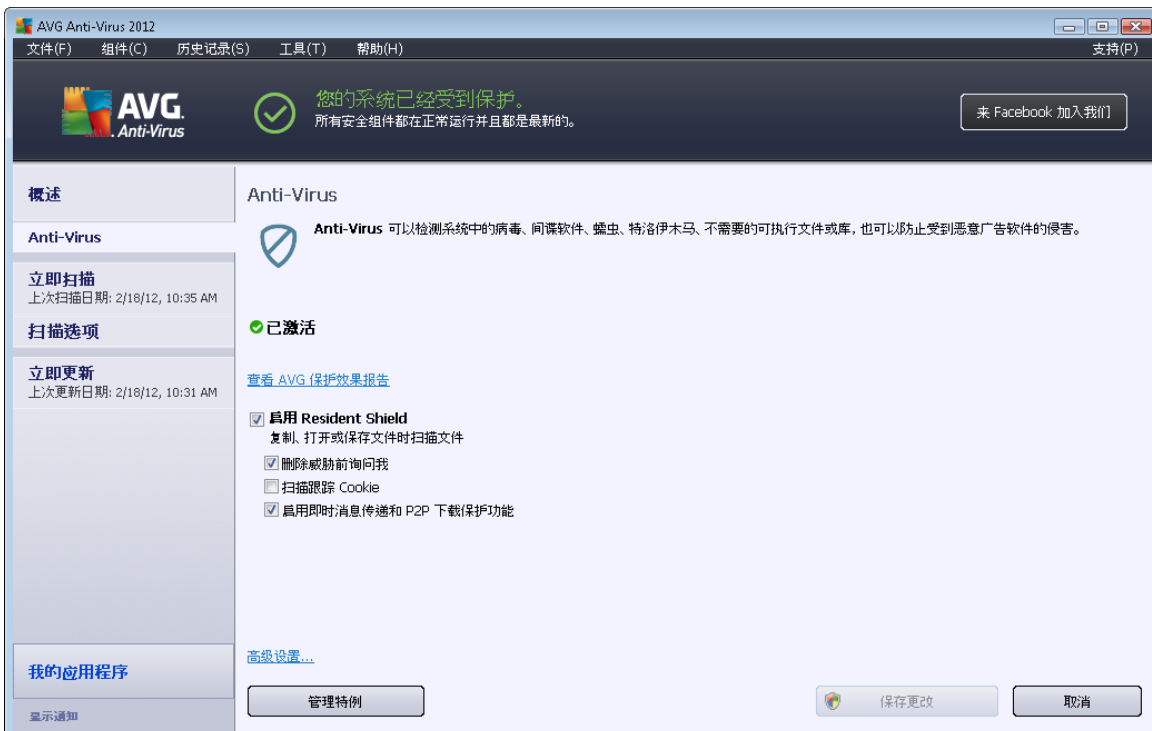 AVG Anti-Virus 2012
文件(F) 组件(C) 历史记录(S) 工具(T) 帮助(H) 支持(P)
AVG.
Anti-Virus
您的系统已经受到保护。
所有安全组件都在正常运行并且都是最新的。
来 Facebook 加入我们
概述
Anti-Virus
立即扫描
上次扫描日期: 2/18/12, 10:35 AM
扫描选项
立即更新
上次更新日期: 2/18/12, 10:31 AM
我的应用程序
显示通知
Anti-Virus
Anti-Virus 可以检测系统中的病毒、间谍软件、蠕虫、特洛伊木马、不需要的可执行文件或库, 也可以防止受到恶意广告软件的侵害。
已激活
查看 AVG 保护效果报告
启用 Resident Shield
复制、打开或保存文件时扫描文件
删除威胁前询问我
扫描跟踪 Cookie
启用即时消息传递和 P2P 下载保护功能
高级设置...
管理特例
保存更改
取消